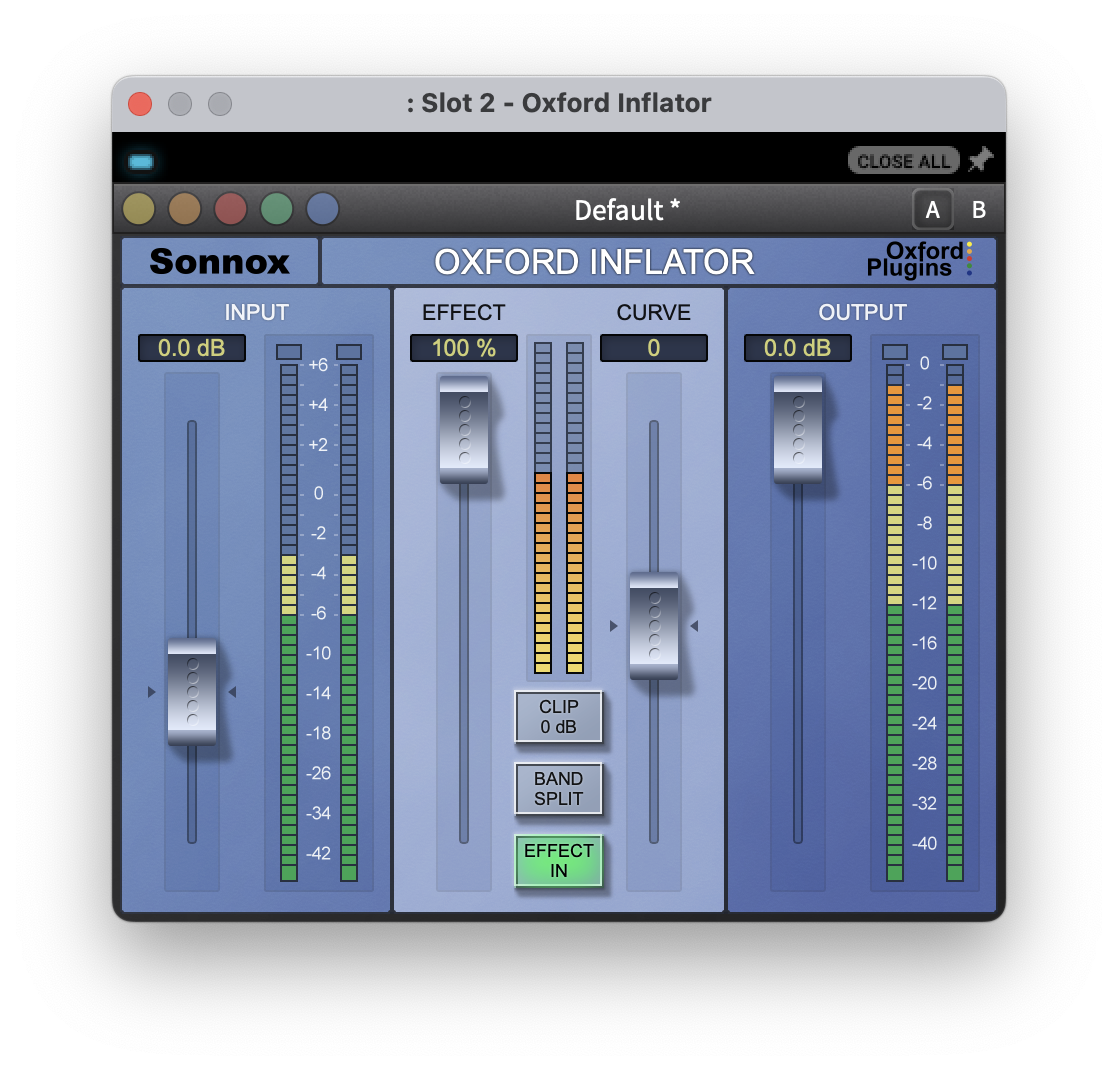 : Slot 2 - Oxford Inflator
CLOSE ALL
Default *
A
B
Sonnox
OXFORD INFLATOR
Oxford
Plugins
INPUT
0.0 dB
+6
+4
+2
0
-2
-4
-6
-10
-14
-18
-26
-34
-42
EFFECT
100 %
CURVE
0
CLIP
0 dB
BAND
SPLIT
EFFECT
IN
OUTPUT
0.0 dB
0
-2
-4
-6
-8
-10
-12
-16
-20
-24
-28
-32
-40